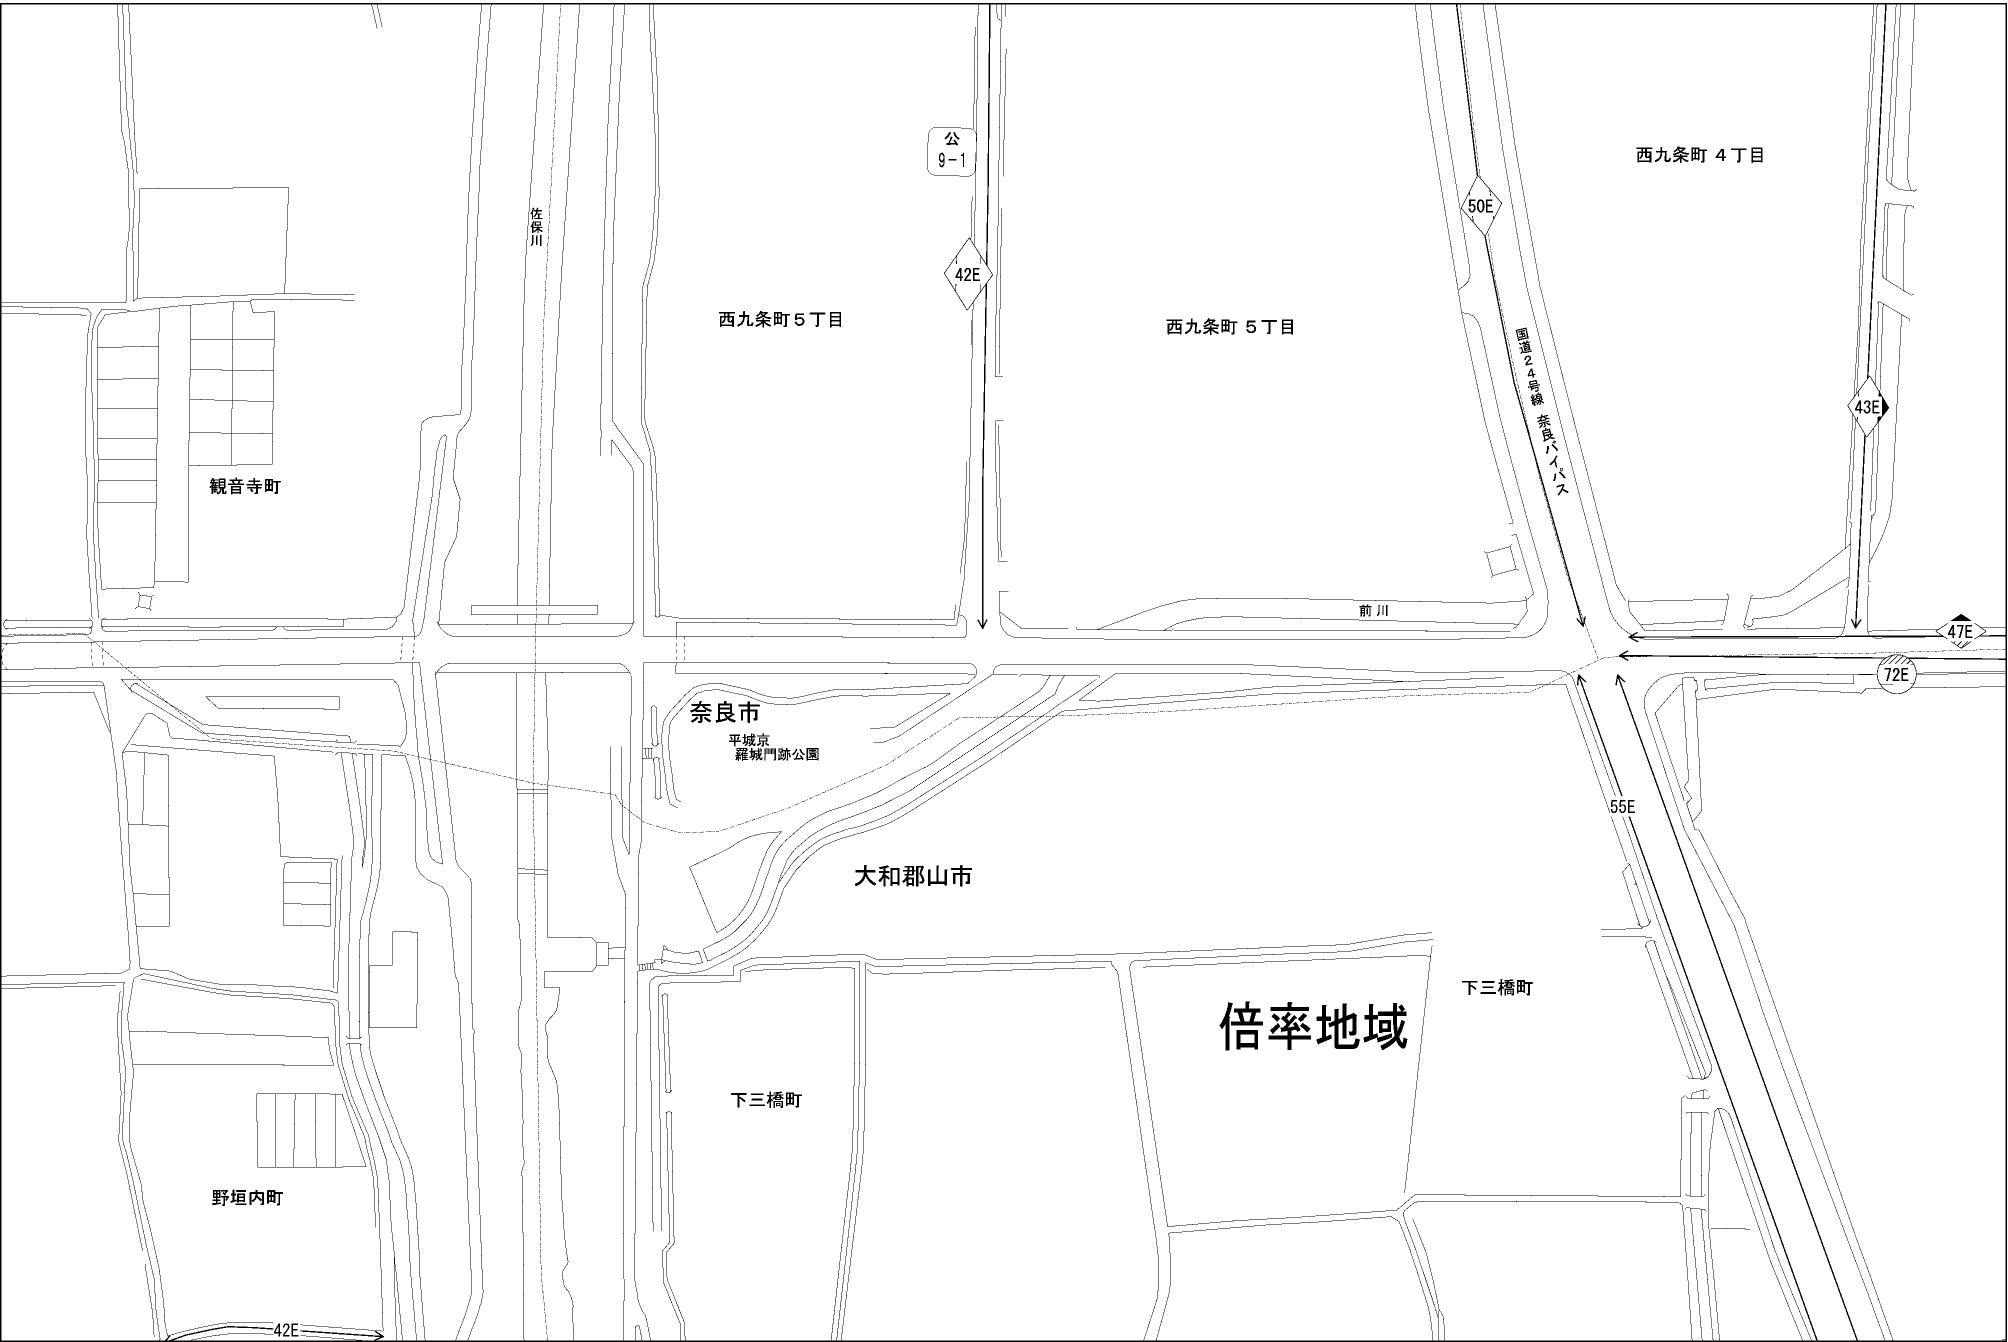 公
9-1
西九条町 4丁目
50E
佐保川
42E
西九条町5丁目
西九条町 5丁目
国道24号線 奈良バイパス
43E
観音寺町
前川
47E
72E
奈良市
平城京
羅城門跡公園
55E
大和郡山市
下三橋町
倍率地域
下三橋町
野垣内町
42E